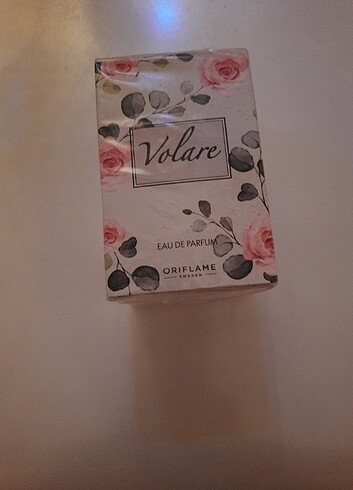 Volare
EAU DE PARFUM
ORIFLAME
SWEDEN